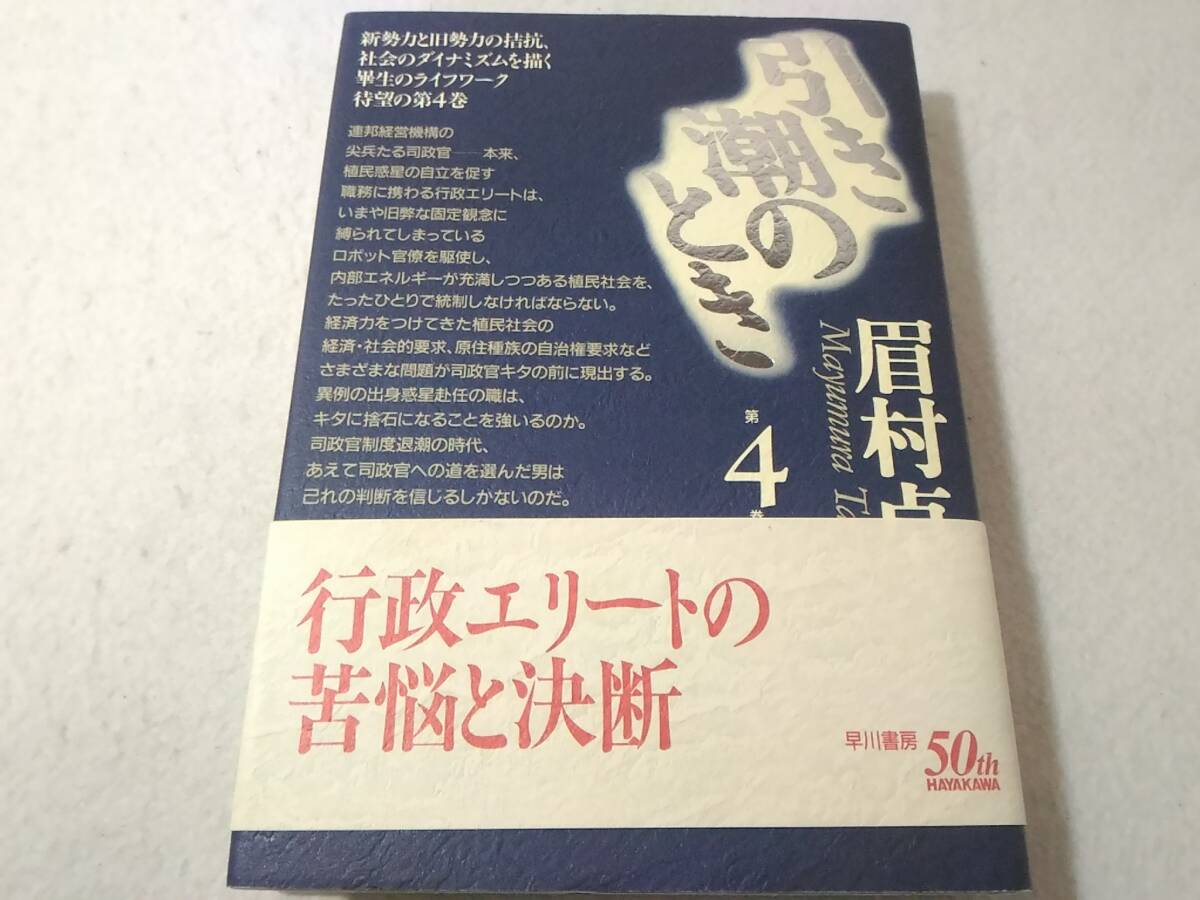 新勢力と旧勢力の拮抗、
社会のダイナミズムを描く
畢生のライフワーク
待望の第4巻
連邦経営機構の
尖兵たる司政官──本来、
植民惑星の自立を促す
職務に携わる行政エリートは、
いまや旧弊な固定観念に
縛られてしまっている
ロボット官僚を駆使し、
内部エネルギーが充満しつつある植民社会を、
たったひとりで統制しなければならない。
経済力をつけてきた植民社会の
経済・社会的要求、原住種族の自治権要求など
さまざまな問題が司政官キタの前に現出する。
異例の出身惑星赴任の職は、
キタに捨石になることを強いるのか。
司政官制度退潮の時代、
あえて司政官への道を選んだ男は
己れの判断を信じるしかないのだ。
引き
潮の
とき
眉村卓
Mayumura Ta
第
4
巻
行政エリートの
苦悩と決断
早川書房
50th
HAYAKAWA